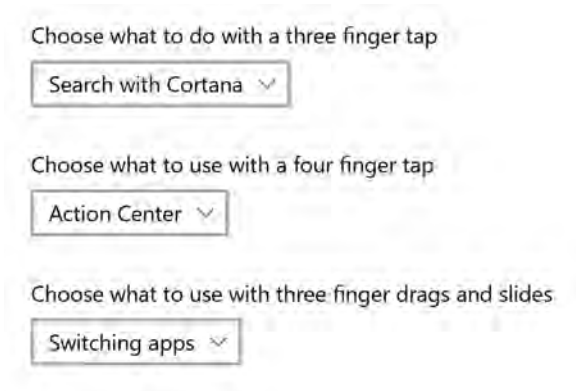 Choose what to do with a three finger tap
Search with Cortana
Choose what to use with a four finger tap
Action Center
Choose what to use with three finger drags and slides
Switching apps